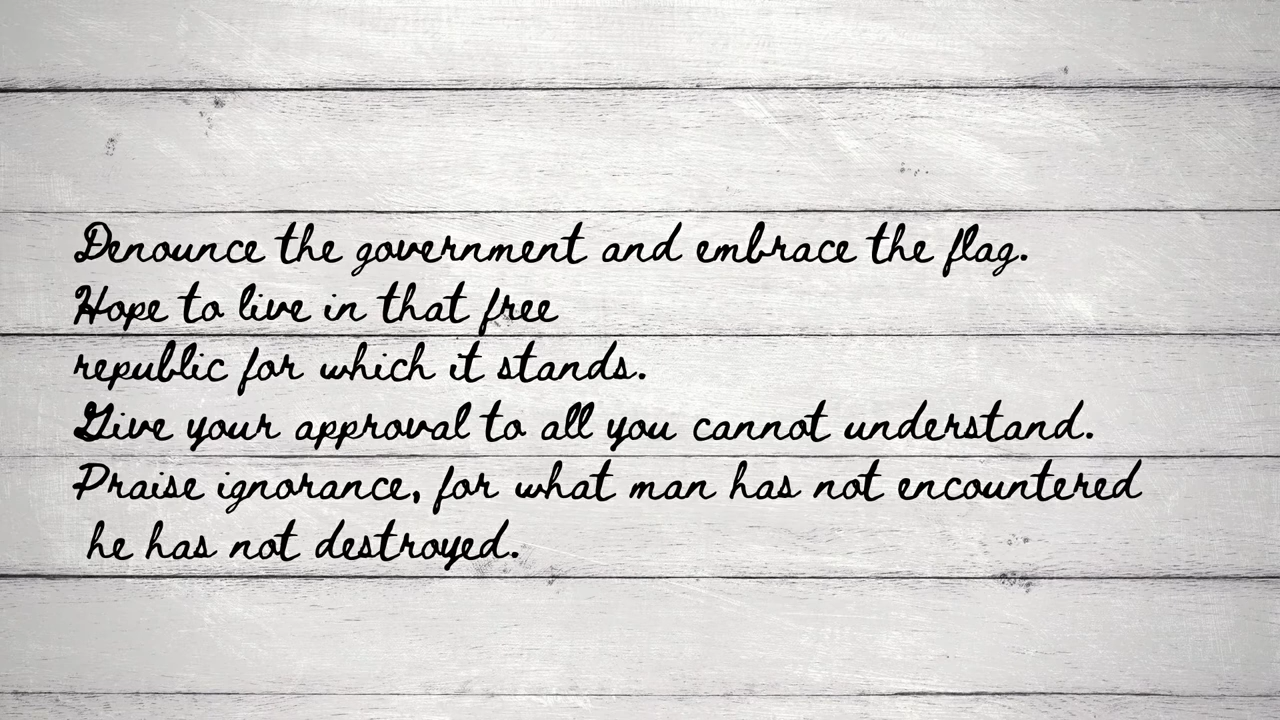 Denounce the government and embrace the flag.
Hope to live in that free
republic for which it stands.
Give your approval to all you cannot understand.
Praise ignorance, for what man has not encountered
he has not destroyed.